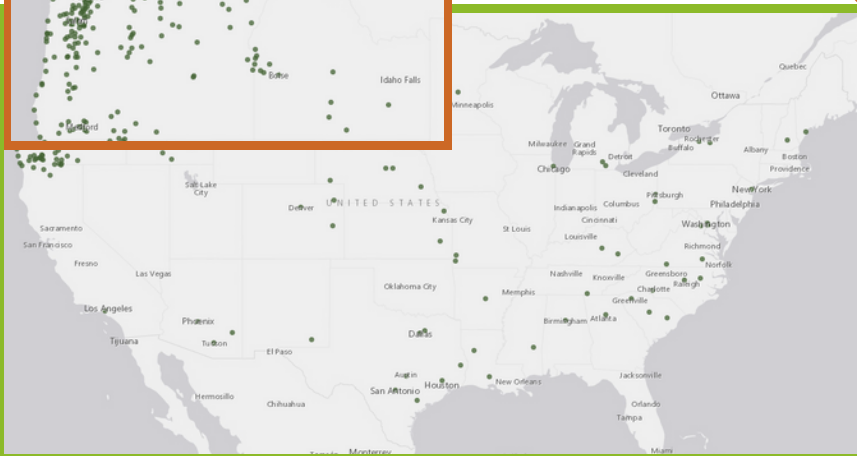 Boise
Idaho Falls
Medford
Quebec
Ottawa
Minneapolis
Toronto
Rochester
Buffalo
Albany
Boston
Providence
Milwaukee
Grand
Rapids
Detroit
Chicago
Cleveland
New York
Pittsburgh
Philadelphia
Salt Lake
City
Denver
UNITED STATES
Kansas City
Indianapolis
Columbus
Cincinnati
Washington
St Louis
Louisville
Richmond
Norfolk
Sacramento
San Francisco
Fresno
Las Vegas
Nashville
Knoxville
Greensboro
Raleigh
Oklahoma City
Memphis
Charlotte
Greenville
Los Angeles
Phoenix
Birmingham
Atlanta
Tijuana
Tucson
El Paso
Dallas
Austin
San Antonio
Houston
New Orleans
Jacksonville
Hermosillo
Chihuahua
Orlando
Tampa
Monterrey
Miami